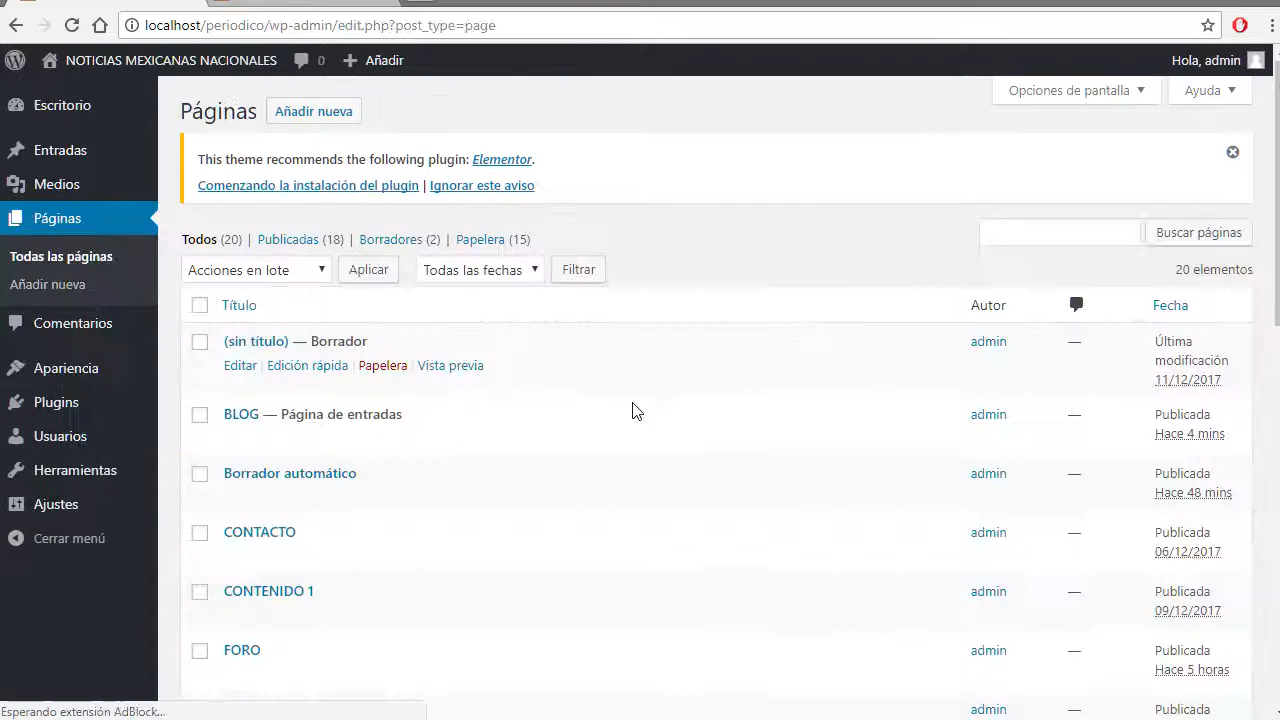 localhost/periodico/wp-admin/edit.php?post_type=page
NOTICIAS MEXICANAS NACIONALES 0 Añadir Hola, admin
Escritorio
Entradas
Medios
Páginas
Todas las páginas
Añadir nueva
Comentarios
Apariencia
Plugins
Usuarios
Herramientas
Ajustes
Cerrar menú
Opciones de pantalla Ayuda
Páginas Añadir nueva
This theme recommends the following plugin: Elementor.
Comenzando la instalación del plugin | Ignorar este aviso
Todos (20) | Publicadas (18) | Borradores (2) | Papelera (15)
Buscar páginas
Acciones en lote Aplicar Todas las fechas Filtrar 20 elementos
Título Autor Fecha
(sin título) — Borrador admin — Última
modificación
11/12/2017
Editar | Edición rápida | Papelera | Vista previa
BLOG — Página de entradas admin — Publicada
Hace 4 mins
Borrador automático admin — Publicada
Hace 48 mins
CONTACTO admin — Publicada
06/12/2017
CONTENIDO 1 admin — Publicada
09/12/2017
FORO admin — Publicada
Hace 5 horas
admin — Publicada
Esperando extensión AdBlock...